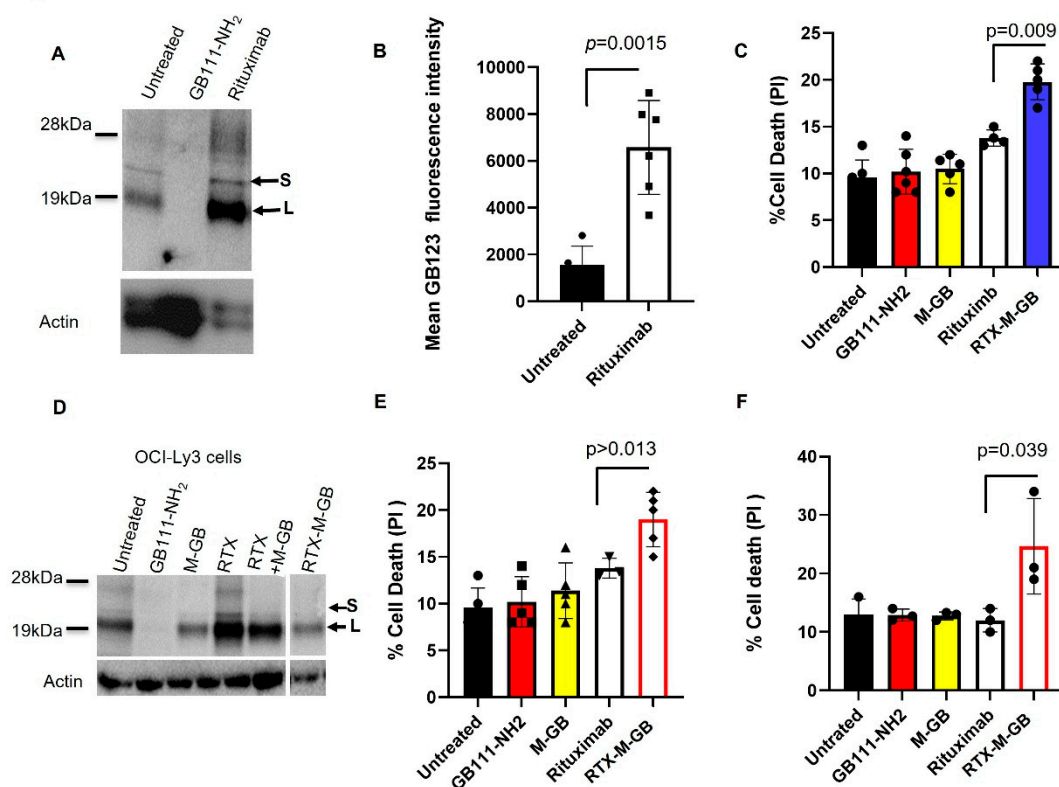 A
Untreated
GB111-NH2
Rituximab
28kDa
19kDa
S
L
Actin
B
p=0.0015
Mean GB123 fluorescence intensity
10000
8000
6000
4000
2000
0
Untreated
Rituximab
C
p=0.009
%Cell Death (PI)
25
20
15
10
5
0
Untreated
GB111-NH2
M-GB
Rituximb
RTX-M-GB
D
OCI-Ly3 cells
Untreated
GB111-NH2
M-GB
RTX
RTX
+M-GB
RTX-M-GB
28kDa
19kDa
S
L
Actin
E
p>0.013
% Cell Death (PI )
25
20
15
10
5
0
Untreated
GB111-NH2
M-GB
Rituximab
RTX-M-GB
F
p=0.039
% Cell death (PI )
40
30
20
10
0
Untrated
GB111-NH2
M-GB
Rituximab
RTX-M-GB